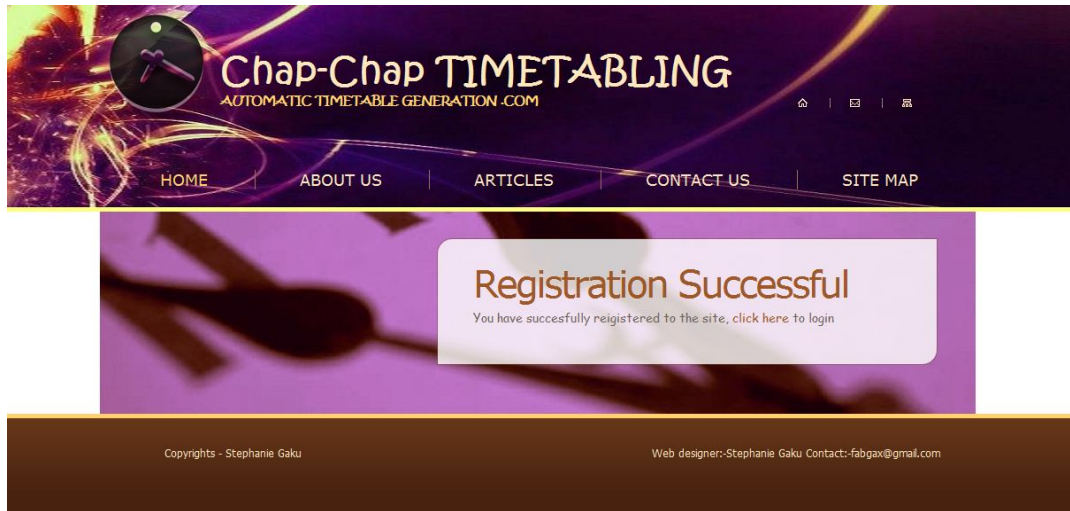 Chap-Chap TIMETABLING
AUTOMATIC TIMETABLE GENERATION .COM
HOME | ABOUT US | ARTICLES | CONTACT US | SITE MAP
Registration Successful
You have succesfully reigistered to the site, click here to login
Copyrights - Stephanie Gaku
Web designer:-Stephanie Gaku Contact:-fabgax@gmail.com